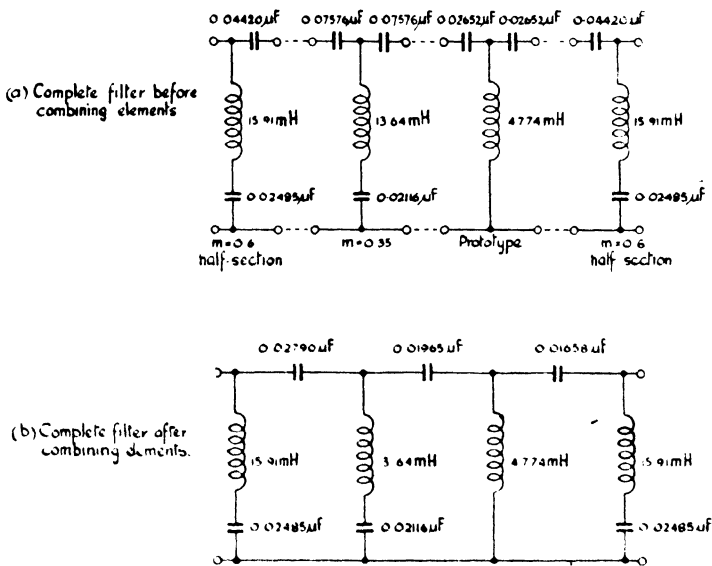 0.04420µF 0.07576µF 0.07576µF 0.02652µF 0.02652µF 0.04420µF
(a) Complete filter before
combining elements
15.91mH 13.64mH 4.774mH 15.91mH
0.02485µF 0.02116µF 0.02485µF
m=0.6 m=0.35 Prototype m=0.6
half-section half section
0.02790µF 0.01965µF 0.01658µF
(b) Complete filter after
combining elements.
15.91mH 3.64mH 4.774mH 15.91mH
0.02485µF 0.02116µF 0.02485µF